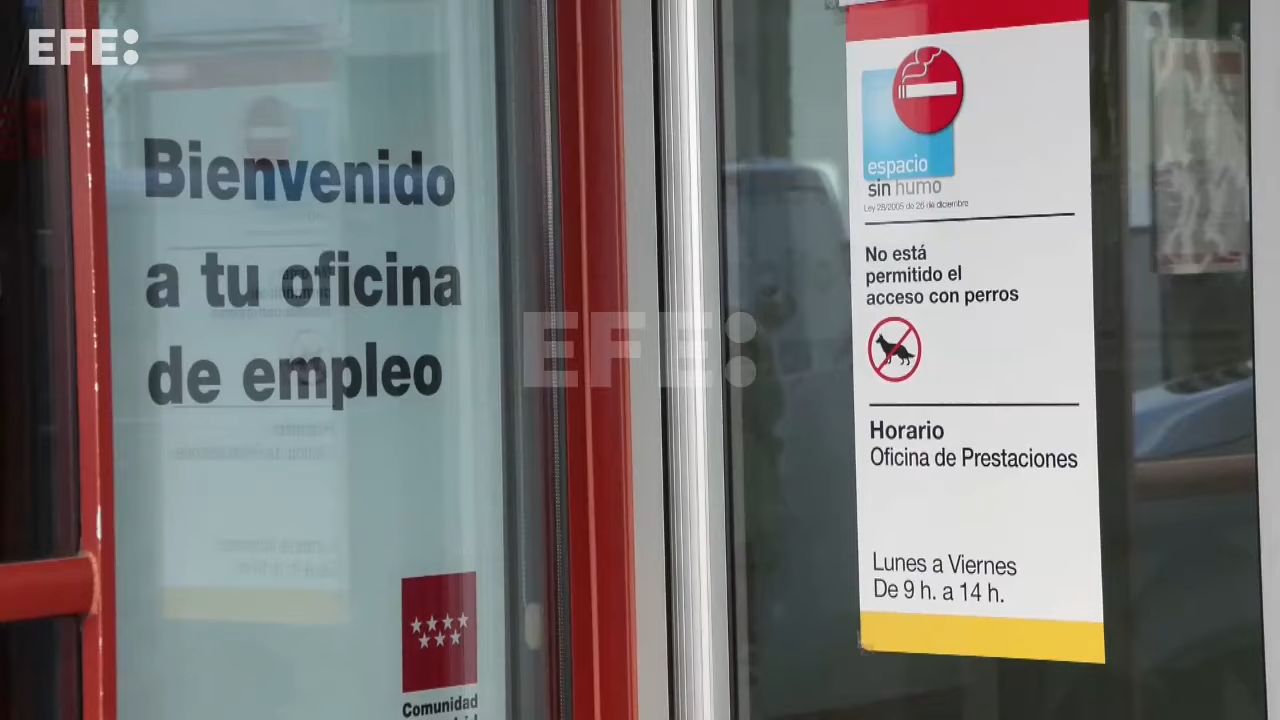 EFE:
Bienvenido
a tu oficina
de empleo
Comunidad
EFE:
espacio
sin humo
Ley 28/2005 de 26 de diciembre
No está
permitido el
acceso con perros
Horario
Oficina de Prestaciones
Lunes a Viernes
De 9 h. a 14 h.